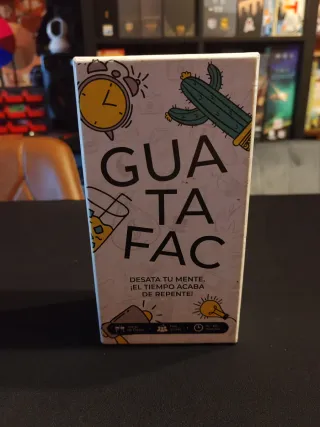 GUA
TA
FAC
DESATA TU MENTE,
¡EL TIEMPO ACABA
DE REPENTE!